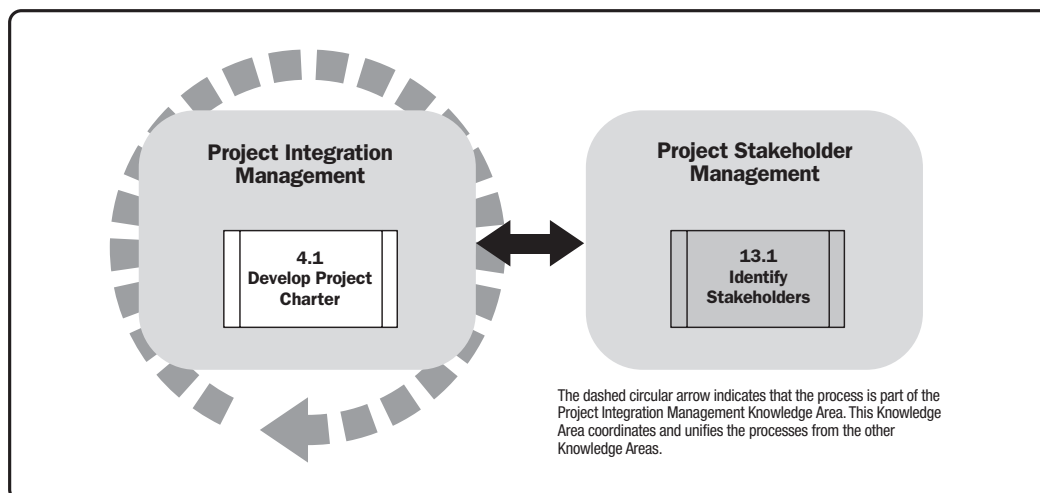 Project Integration
Management
4.1
Develop Project
Charter
Project Stakeholder
Management
13.1
Identify
Stakeholders
The dashed circular arrow indicates that the process is part of the
Project Integration Management Knowledge Area. This Knowledge
Area coordinates and unifies the processes from the other
Knowledge Areas.